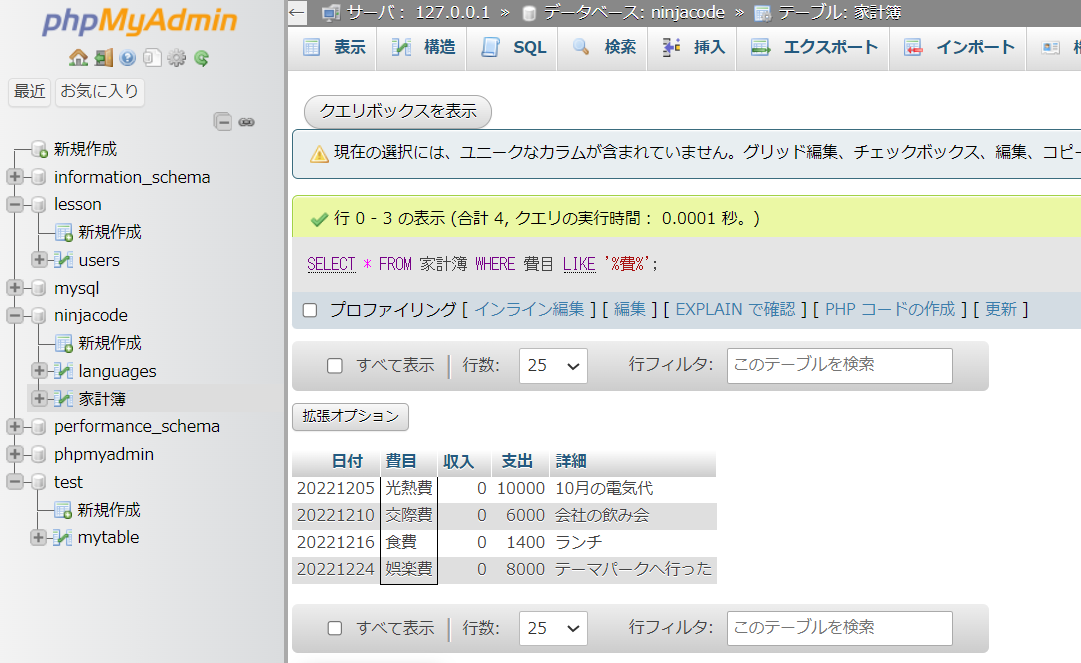 phpMyAdmin
最近 お気に入り
新規作成
information_schema
lesson
新規作成
users
mysql
ninjacode
新規作成
languages
家計簿
performance_schema
phpmyadmin
test
新規作成
mytable
← サーバ: 127.0.0.1 » データベース: ninjacode » テーブル: 家計簿
表示 構造 SQL 検索 挿入 エクスポート インポート
クエリボックスを表示
現在の選択には、ユニークなカラムが含まれていません。グリッド編集、チェックボックス、編集、コピー
行 0 - 3 の表示 (合計 4, クエリの実行時間： 0.0001 秒。)
SELECT * FROM 家計簿 WHERE 費目 LIKE '%費%';
プロファイリング [ インライン編集 ] [ 編集 ] [ EXPLAIN で確認 ] [ PHP コードの作成 ] [ 更新 ]
すべて表示 | 行数: 25 行フィルタ: このテーブルを検索
拡張オプション
日付 費目 収入 支出 詳細
20221205 光熱費 0 10000 10月の電気代
20221210 交際費 0 6000 会社の飲み会
20221216 食費 0 1400 ランチ
20221224 娯楽費 0 8000 テーマパークへ行った
すべて表示 | 行数: 25 行フィルタ: このテーブルを検索